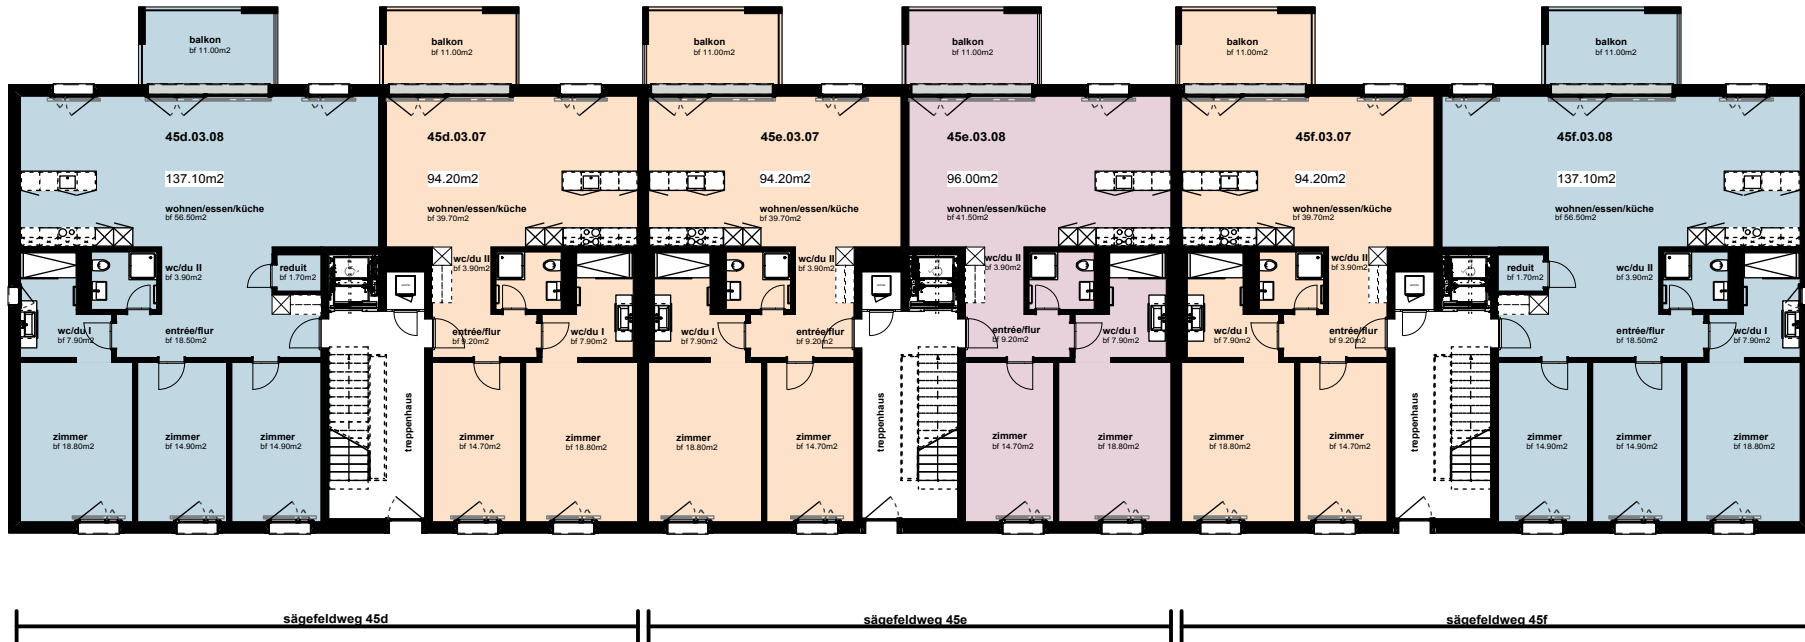 balkon
bf 11.00m2
balkon
bf 11.00m2
balkon
bf 11.00m2
balkon
bf 11.00m2
balkon
bf 11.00m2
balkon
bf 11.00m2
45d.03.08
137.10m2
wohnen/essen/küche
bf 56.50m2
45d.03.07
94.20m2
wohnen/essen/küche
bf 39.70m2
45e.03.07
94.20m2
wohnen/essen/küche
bf 39.70m2
45e.03.08
96.00m2
wohnen/essen/küche
bf 41.50m2
45f.03.07
94.20m2
wohnen/essen/küche
bf 39.70m2
45f.03.08
137.10m2
wohnen/essen/küche
bf 56.50m2
wc/du II
bf 3.90m2
reduit
bf 1.70m2
wc/du II
bf 3.90m2
wc/du II
bf 3.90m2
wc/du II
bf 3.90m2
wc/du II
bf 3.90m2
reduit
bf 1.70m2
wc/du II
bf 3.90m2
wc/du I
bf 7.90m2
entrée/flur
bf 18.50m2
entrée/flur
bf 9.20m2
wc/du I
bf 7.90m2
wc/du I
bf 7.90m2
entrée/flur
bf 9.20m2
entrée/flur
bf 9.20m2
wc/du I
bf 7.90m2
wc/du I
bf 7.90m2
entrée/flur
bf 9.20m2
entrée/flur
bf 18.50m2
wc/du I
bf 7.90m2
zimmer
bf 18.80m2
zimmer
bf 14.90m2
zimmer
bf 14.90m2
treppenhaus
zimmer
bf 14.70m2
zimmer
bf 18.80m2
zimmer
bf 18.80m2
zimmer
bf 14.70m2
treppenhaus
zimmer
bf 14.70m2
zimmer
bf 18.80m2
zimmer
bf 18.80m2
zimmer
bf 14.70m2
treppenhaus
zimmer
bf 14.90m2
zimmer
bf 14.90m2
zimmer
bf 18.80m2
sägefeldweg 45d
sägefeldweg 45e
sägefeldweg 45f